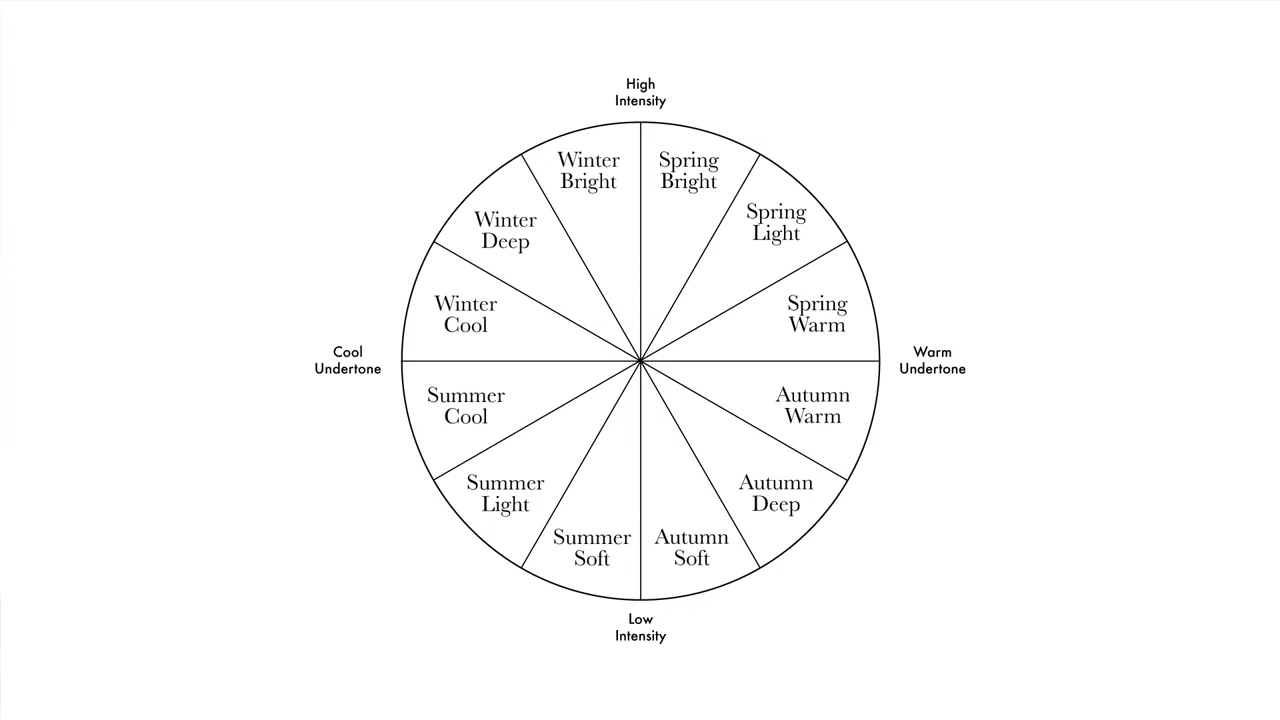 High
Intensity
Winter
Bright
Spring
Bright
Winter
Deep
Spring
Light
Winter
Cool
Spring
Warm
Cool
Undertone
Warm
Undertone
Summer
Cool
Autumn
Warm
Summer
Light
Autumn
Deep
Summer
Soft
Autumn
Soft
Low
Intensity